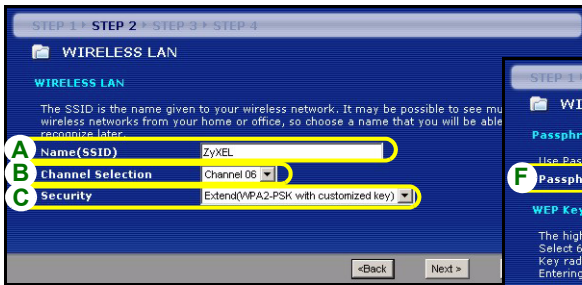 STEP 1 STEP 2 STEP 3 STEP 4
WIRELESS LAN
WIRELESS LAN
The SSID is the name given to your wireless network. It may be possible to see mu
wireless networks from your home or office, so choose a name that you will be able
recognize later.
A Name(SSID) ZyXEL
B Channel Selection Channel 06
C Security Extend(WPA2-PSK with customized key)
<Back Next >
STEP 1
WI
Passphr
Use Pas
F Passph
WEP Key
The high
Select 6
Key rad
Entering